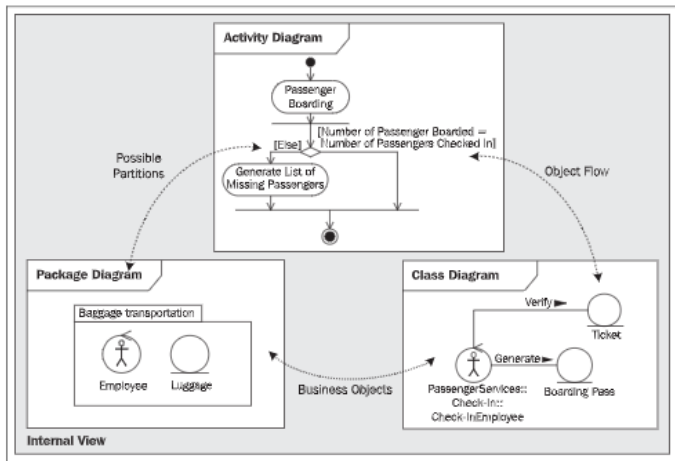 Activity Diagram
Passenger
Boarding
[Number of Passenger Boarded =
Number of Passengers Checked In]
[Else]
Generate List of
Missing Passengers
Possible
Partitions
Object Flow
Package Diagram
Baggage transportation
Employee
Luggage
Business Objects
Class Diagram
Verify
Ticket
Generate
PassengerServices::
Check-In::
Check-InEmployee
Boarding Pass
Internal View